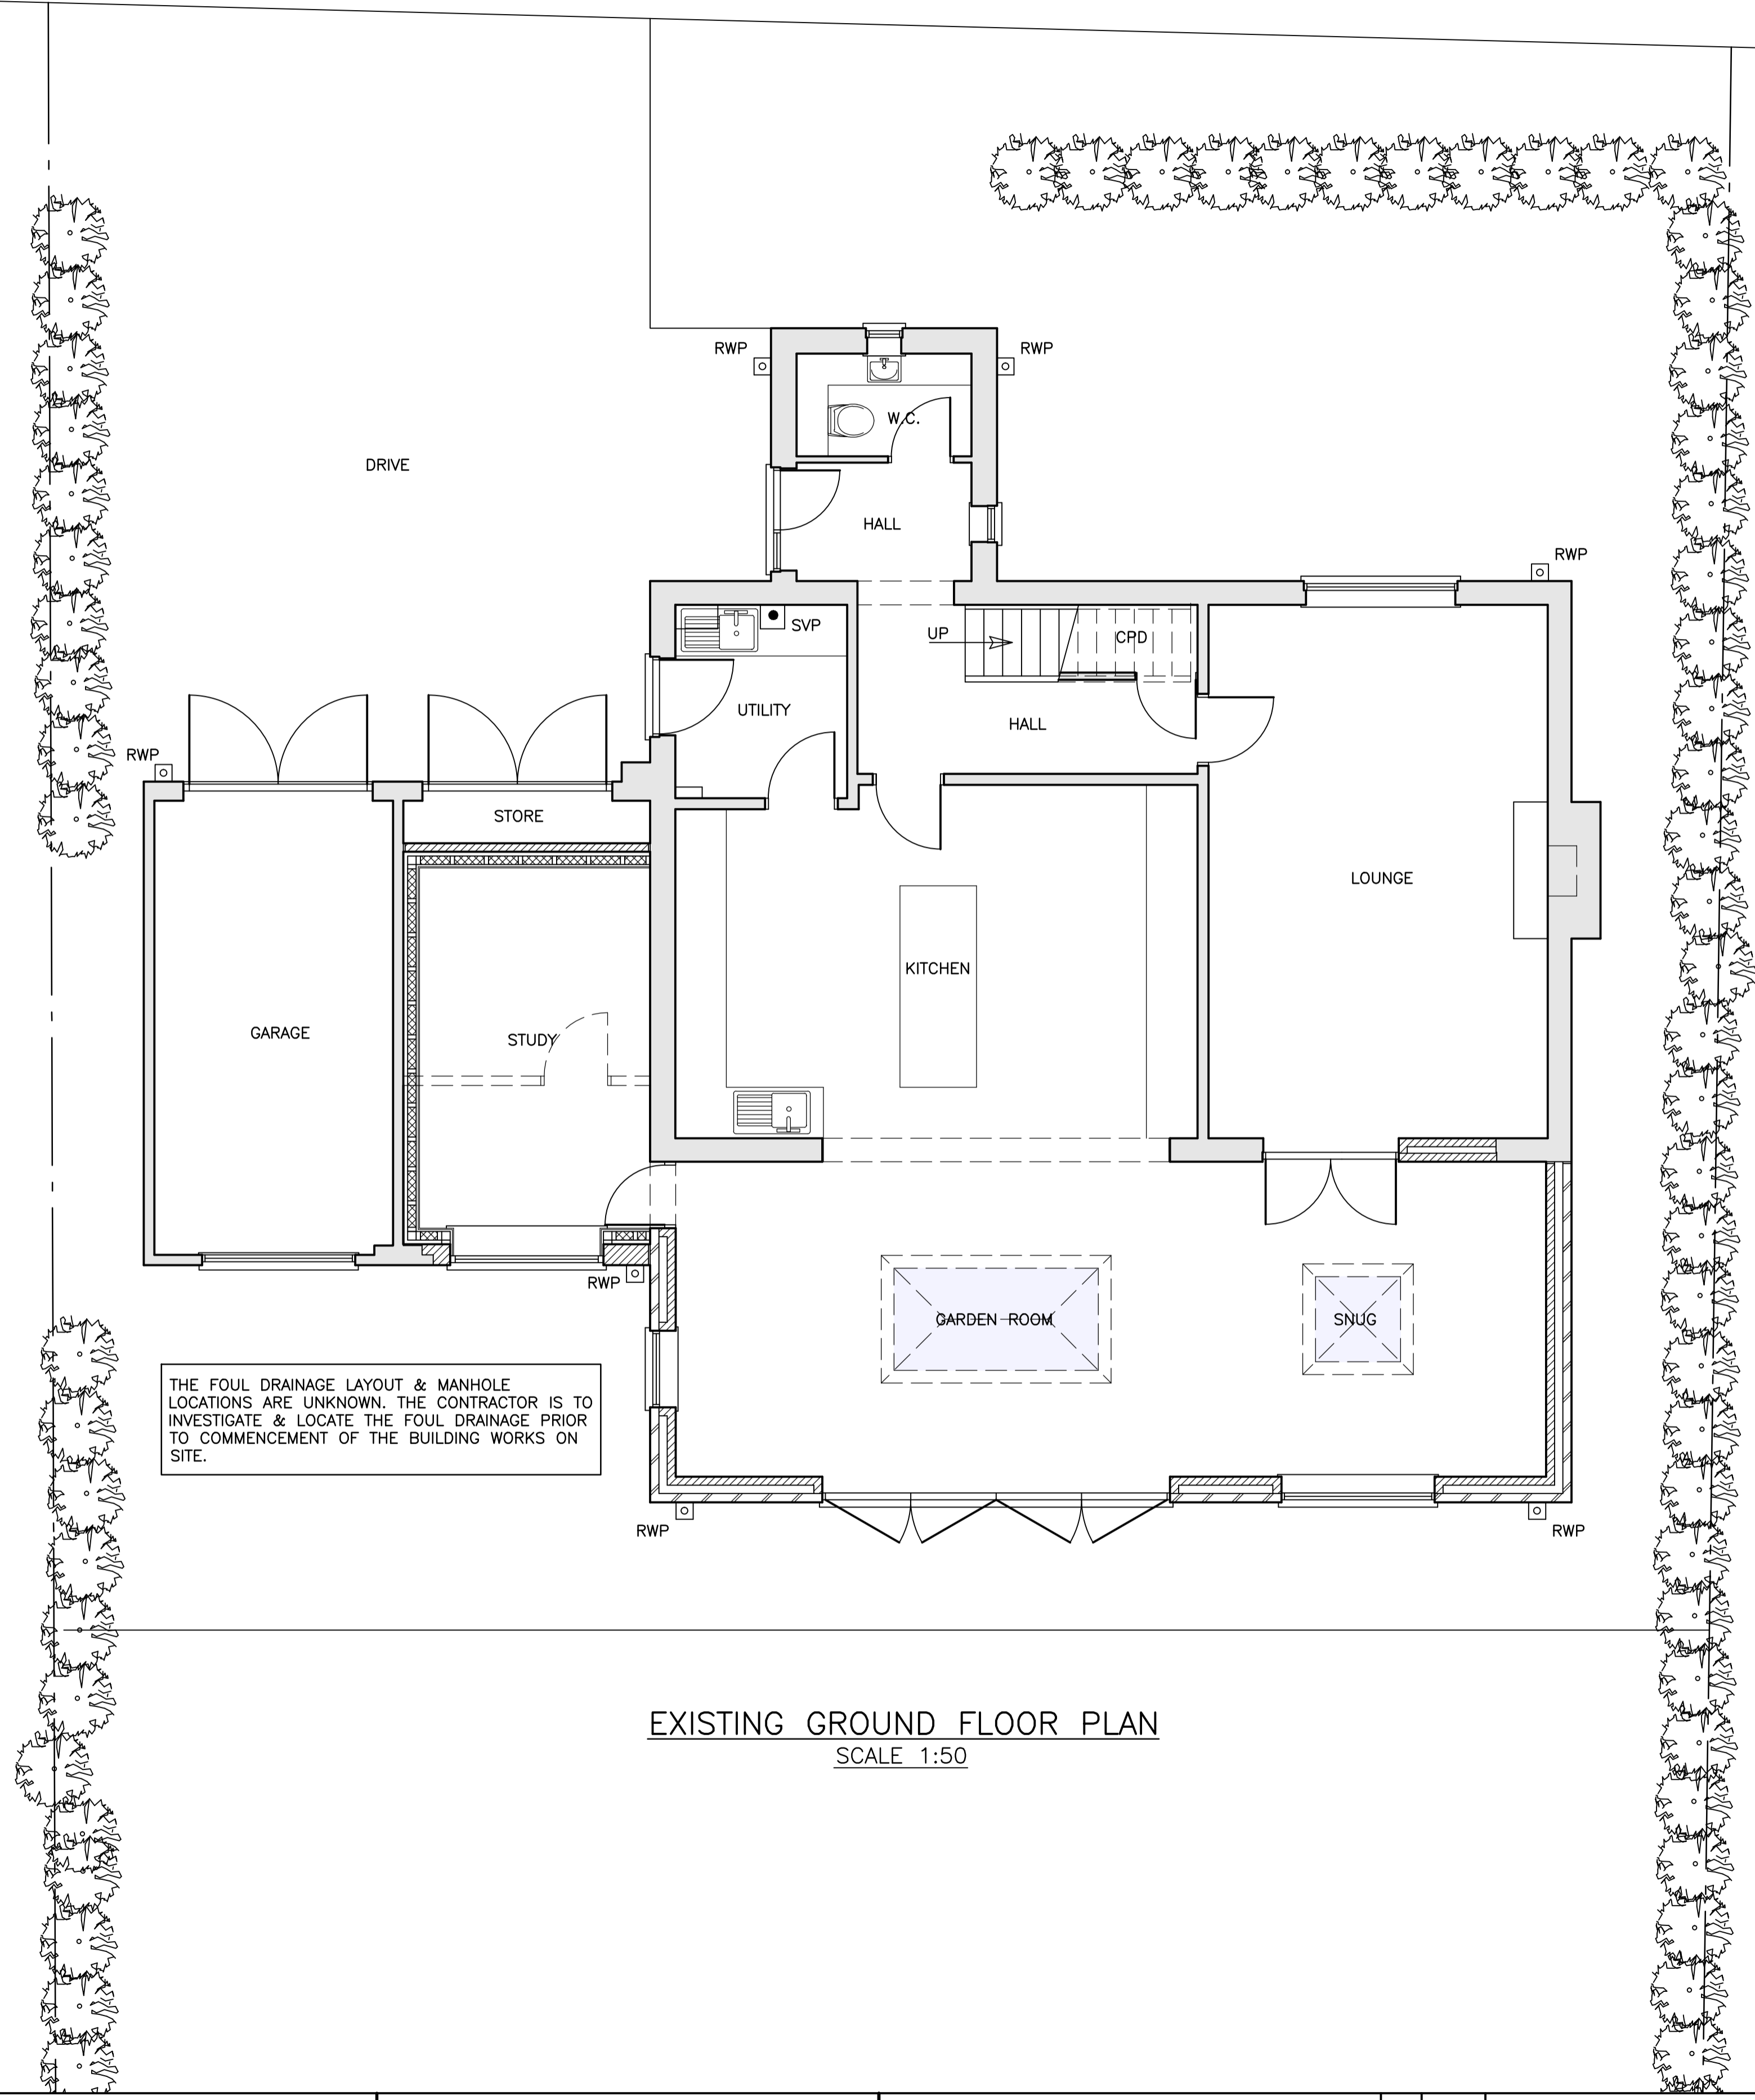 RWP
RWP
W.C.
DRIVE
HALL
RWP
SVP
UP
CPD
UTILITY
HALL
RWP
STORE
LOUNGE
KITCHEN
GARAGE
STUDY
RWP
GARDEN ROOM
SNUG
THE FOUL DRAINAGE LAYOUT & MANHOLE
LOCATIONS ARE UNKNOWN. THE CONTRACTOR IS TO
INVESTIGATE & LOCATE THE FOUL DRAINAGE PRIOR
TO COMMENCEMENT OF THE BUILDING WORKS ON
SITE.
RWP
RWP
EXISTING GROUND FLOOR PLAN
SCALE 1:50